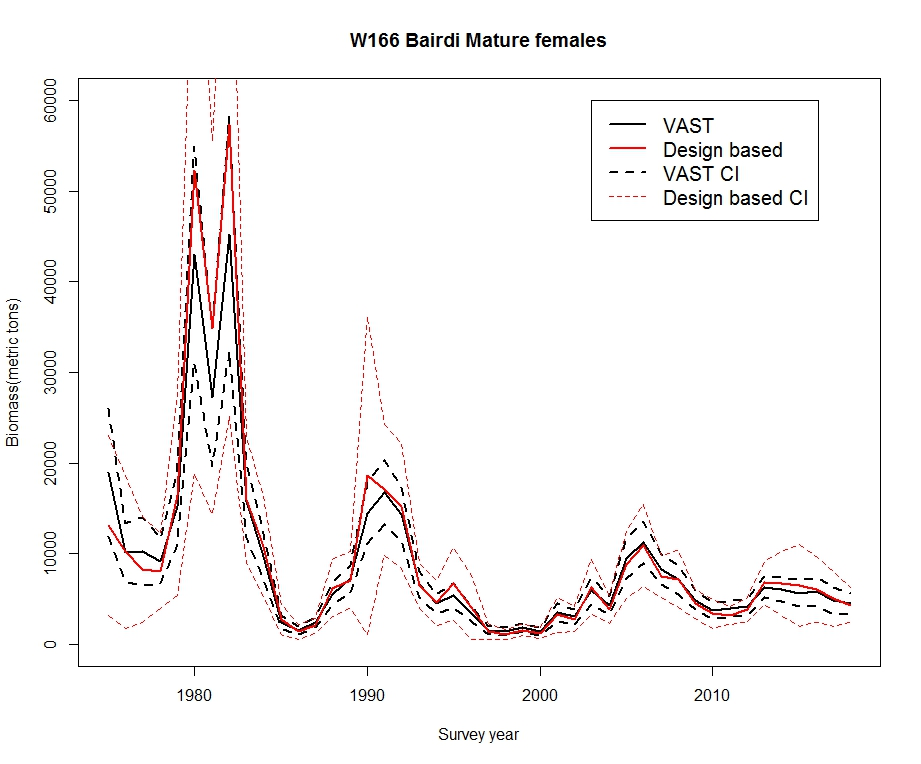 W166 Bairdi Mature females
60000
50000
40000
30000
20000
10000
0
Biomass(metric tons)
VAST
Design based
VAST CI
Design based CI
1980 1990 2000 2010
Survey year